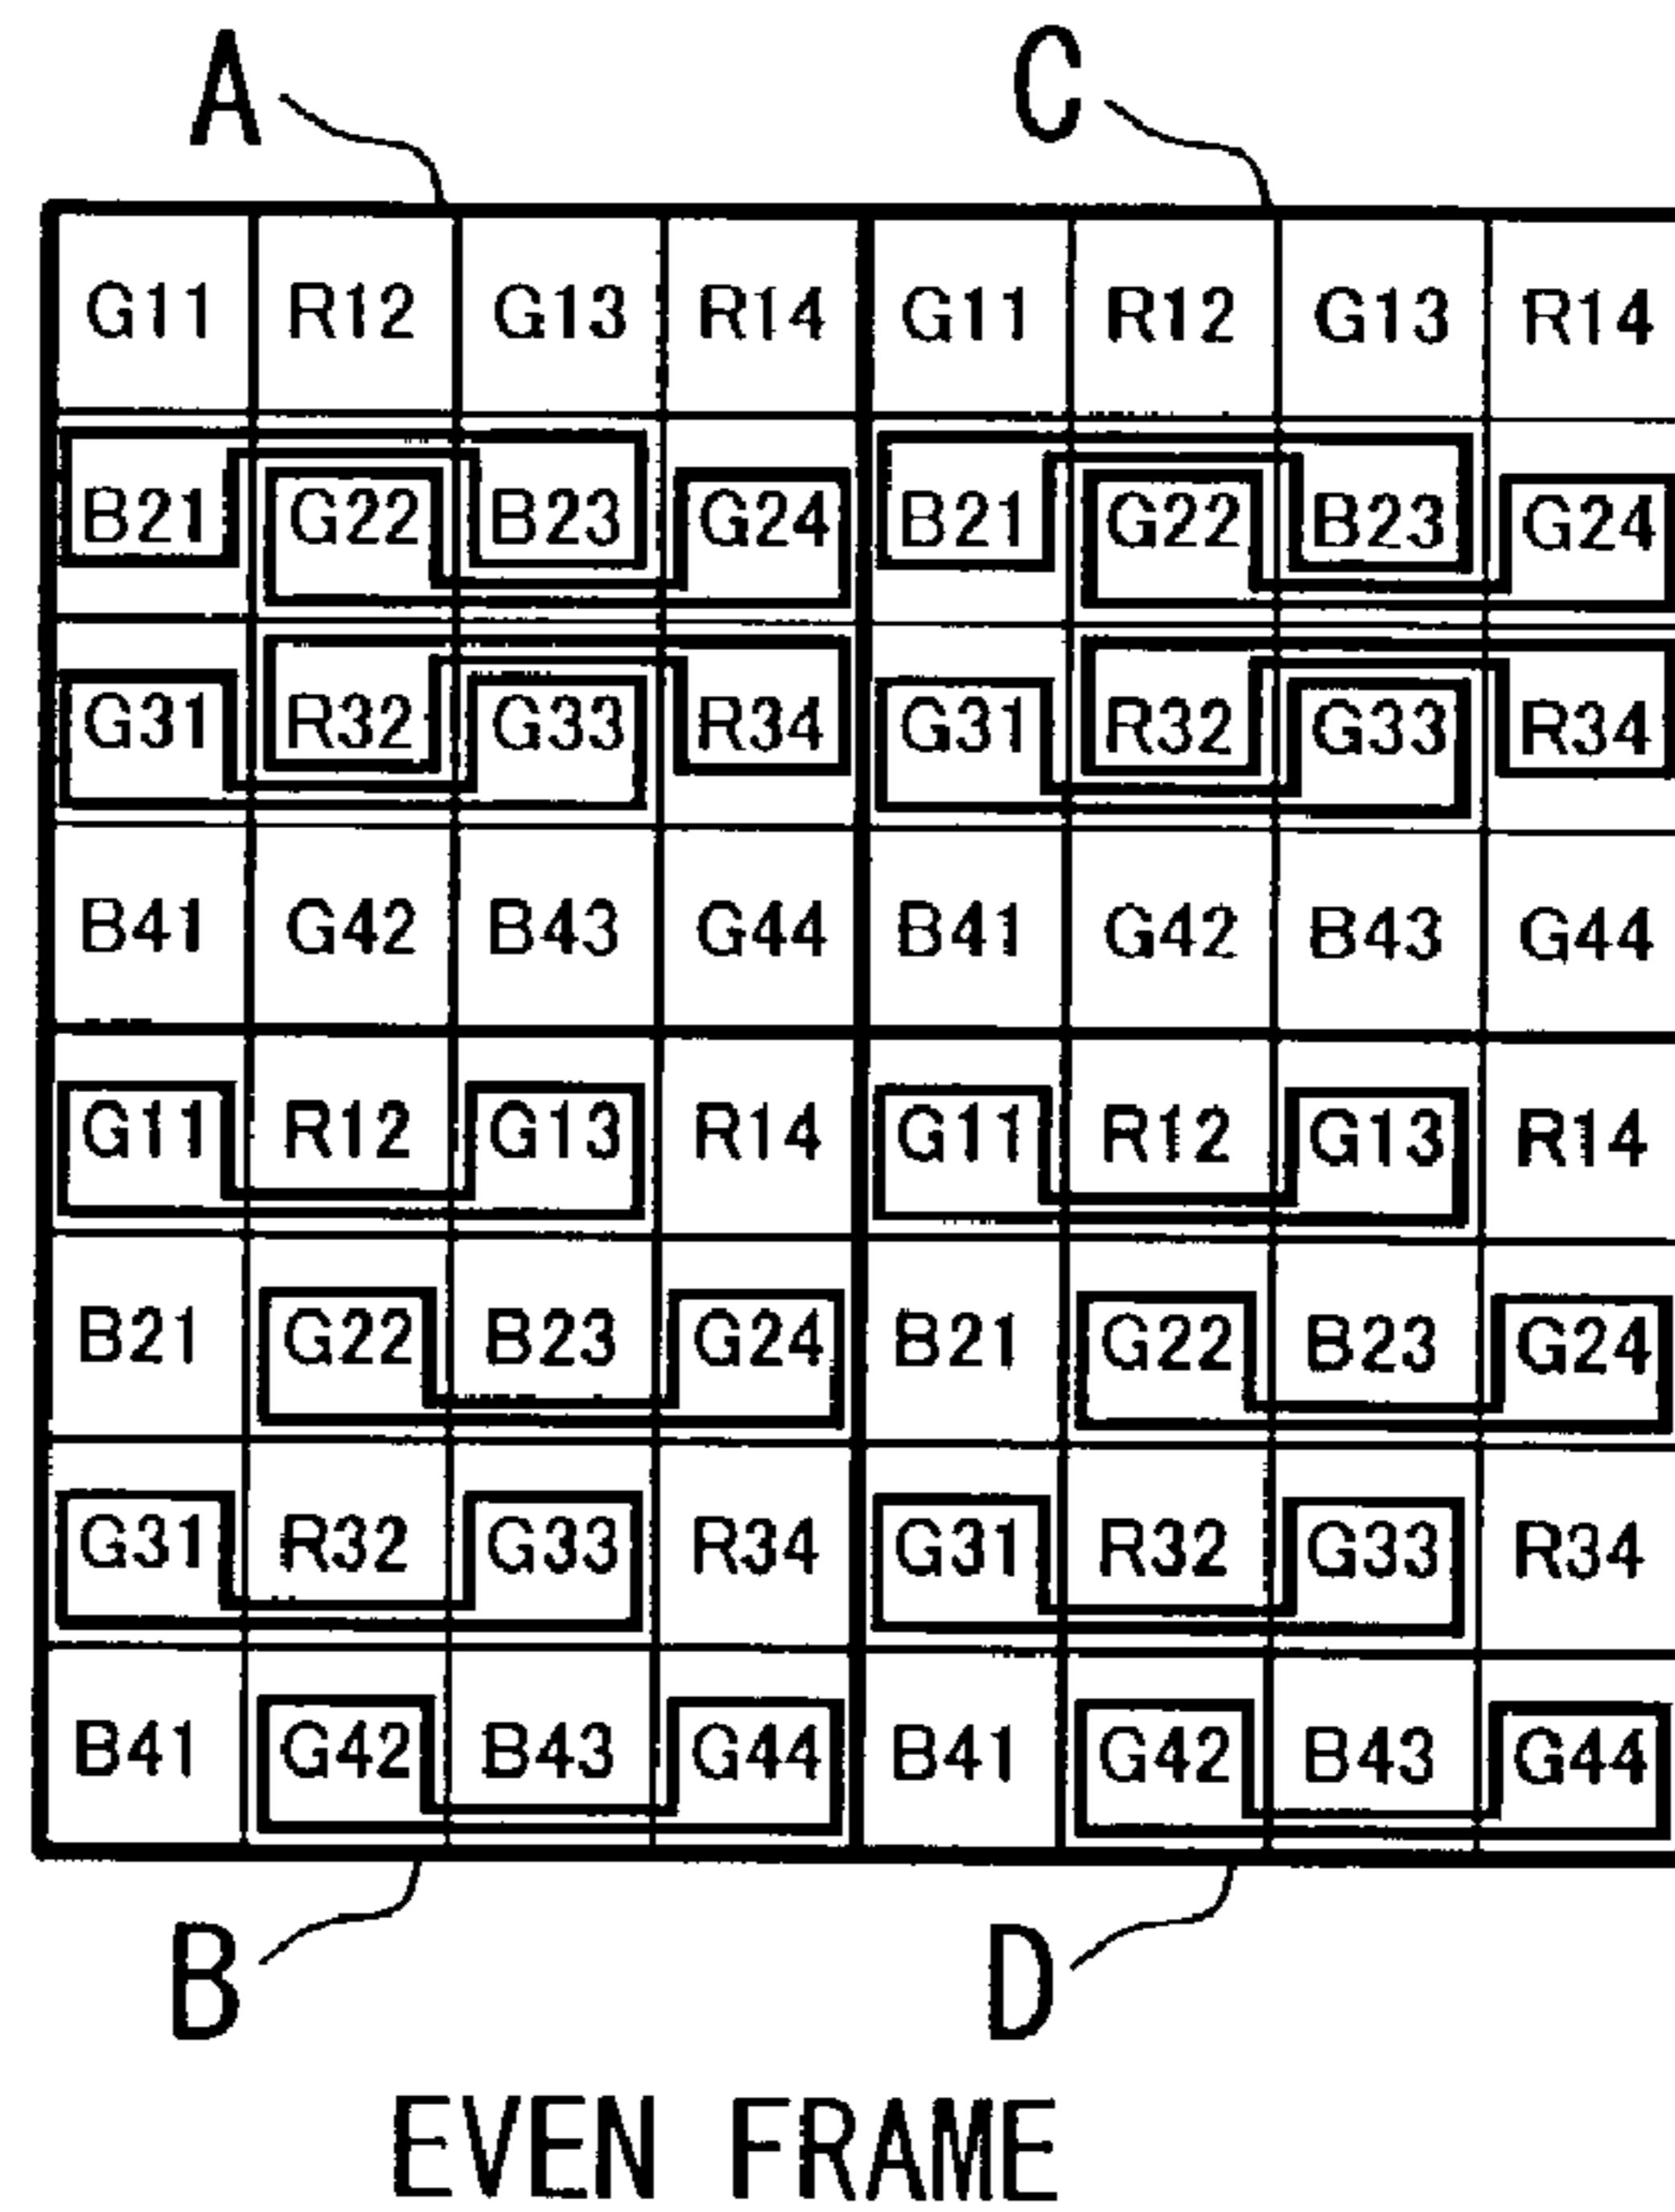 A C
G11 R12 G13 R14 G11 R12 G13 R14
B21 G22 B23 G24 B21 G22 B23 G24
G31 R32 G33 R34 G31 R32 G33 R34
B41 G42 B43 G44 B41 G42 B43 G44
G11 R12 G13 R14 G11 R12 G13 R14
B21 G22 B23 G24 B21 G22 B23 G24
G31 R32 G33 R34 G31 R32 G33 R34
B41 G42 B43 G44 B41 G42 B43 G44
B D
EVEN FRAME